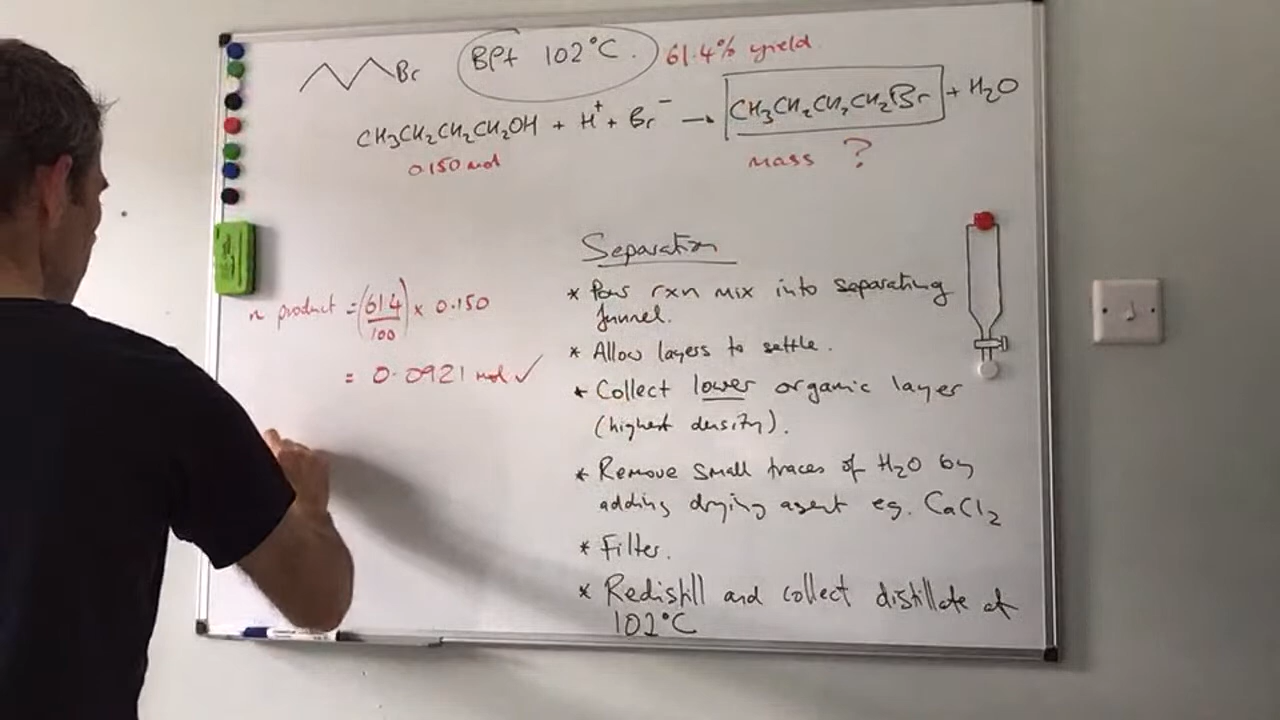 Br BPt 102°C. 61.4% yield
CH3CH2CH2CH2OH + H⁺ + Br⁻ → CH3CH2CH2CH2Br + H2O
0.150 mol mass ?
Separation
* Pour rxn mix into separating
funnel.
* Allow layers to settle.
* Collect lower organic layer
(highest density).
* Remove small traces of H2O by
adding drying agent eg. CaCl2
* Filter.
* Redistill and collect distillate at
102°C
n product = (61.4/100) × 0.150
= 0.0921 mol ✓